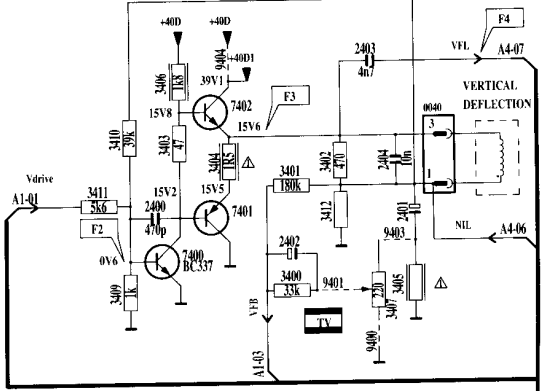 +40D
+40D
9404
+40D1
39V1
3406
1k8
15V8
7402
F3
15V6
3410
39k
3403
47
3404
1R5
15V5
15V2
7401
Vdrive
A1-01
3411
5k6
2400
470p
F2
0V6
7400
BC337
3409
1k
2403
4n7
VFL
F4
A4-07
VERTICAL
DEFLECTION
0040
3
1
3402
470
2404
10n
3401
180k
3412
2401
NIL
A4-06
9403
2402
3400
33k
9401
220
3407
3405
9400
VFB
TV
A1-03